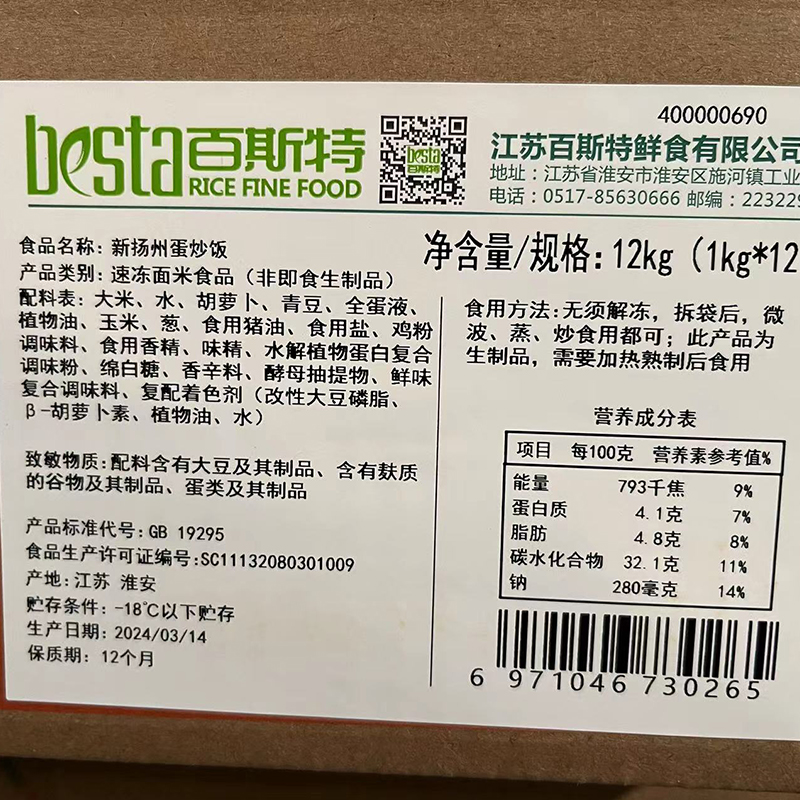 400000690
besta百斯特
RICE FINE FOOD
besta
百斯特
江苏百斯特鲜食有限公司
地址：江苏省淮安市淮安区施河镇工业
电话：0517-85630666 邮编：22322
食品名称：新扬州蛋炒饭
产品类别：速冻面米食品（非即食生制品）
配料表：大米、水、胡萝卜、青豆、全蛋液、
植物油、玉米、葱、食用猪油、食用盐、鸡粉
调味料、食用香精、味精、水解植物蛋白复合
调味粉、绵白糖、香辛料、酵母抽提物、鲜味
复合调味料、复配着色剂（改性大豆磷脂、
β-胡萝卜素、植物油、水）
致敏物质：配料含有大豆及其制品、含有麸质
的谷物及其制品、蛋类及其制品
产品标准代号：GB 19295
食品生产许可证编号：SC11132080301009
产地：江苏 淮安
贮存条件：-18℃以下贮存
生产日期：2024/03/14
保质期：12个月
净含量/规格：12kg（1kg*12
食用方法：无须解冻，拆袋后，微
波、蒸、炒食用都可；此产品为
生制品，需要加热熟制后食用
营养成分表
项目 每100克 营养素参考值%
能量 793千焦 9%
蛋白质 4.1克 7%
脂肪 4.8克 8%
碳水化合物 32.1克 11%
钠 280毫克 14%
6 971046 730265